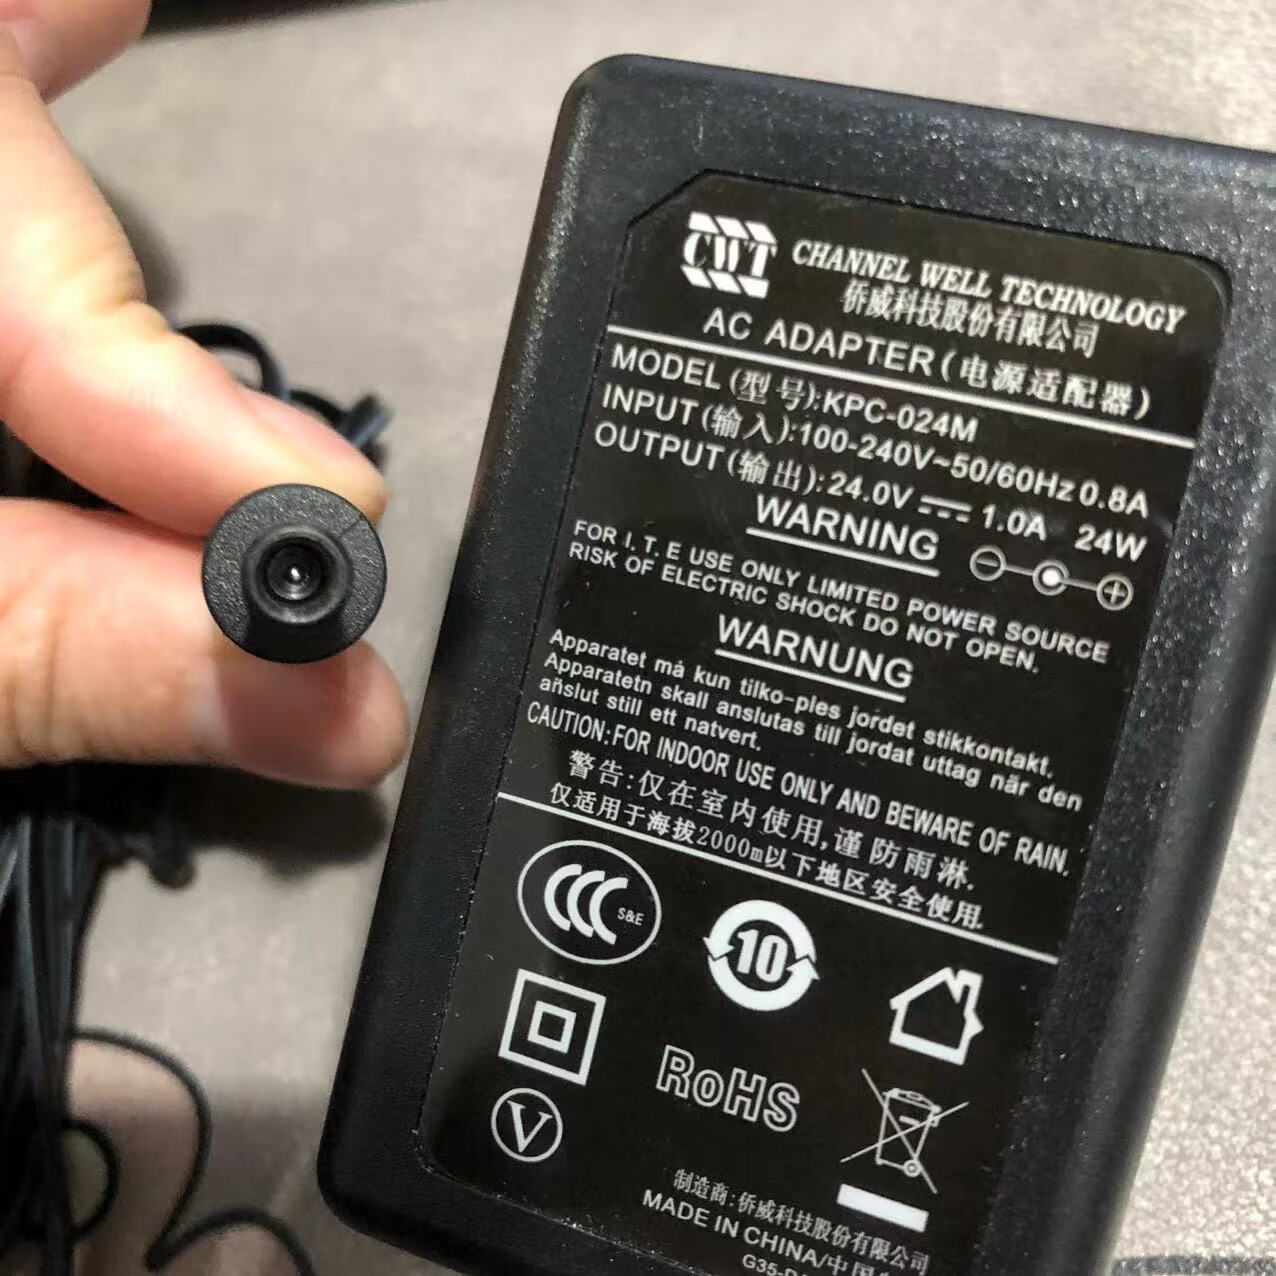 CWT CHANNEL WELL TECHNOLOGY
侨威科技股份有限公司
AC ADAPTER(电源适配器)
MODEL(型号):KPC-024M
INPUT(输入):100-240V~50/60Hz 0.8A
OUTPUT(输出):24.0V 1.0A 24W
WARNING
FOR I.T.E USE ONLY LIMITED POWER SOURCE
RISK OF ELECTRIC SHOCK DO NOT OPEN.
WARNUNG
Apparatet må kun tilko-ples jordet stikkontakt.
Apparatetn skall anslutas till jordat uttag när den
añslut still ett natvert.
CAUTION:FOR INDOOR USE ONLY AND BEWARE OF RAIN.
警告:仅在室内使用,谨防雨淋.
仅适用于海拔2000m以下地区安全使用.
CCC S&E
10
RoHS
V
制造商:侨威科技股份有限公司
MADE IN CHINA/中国